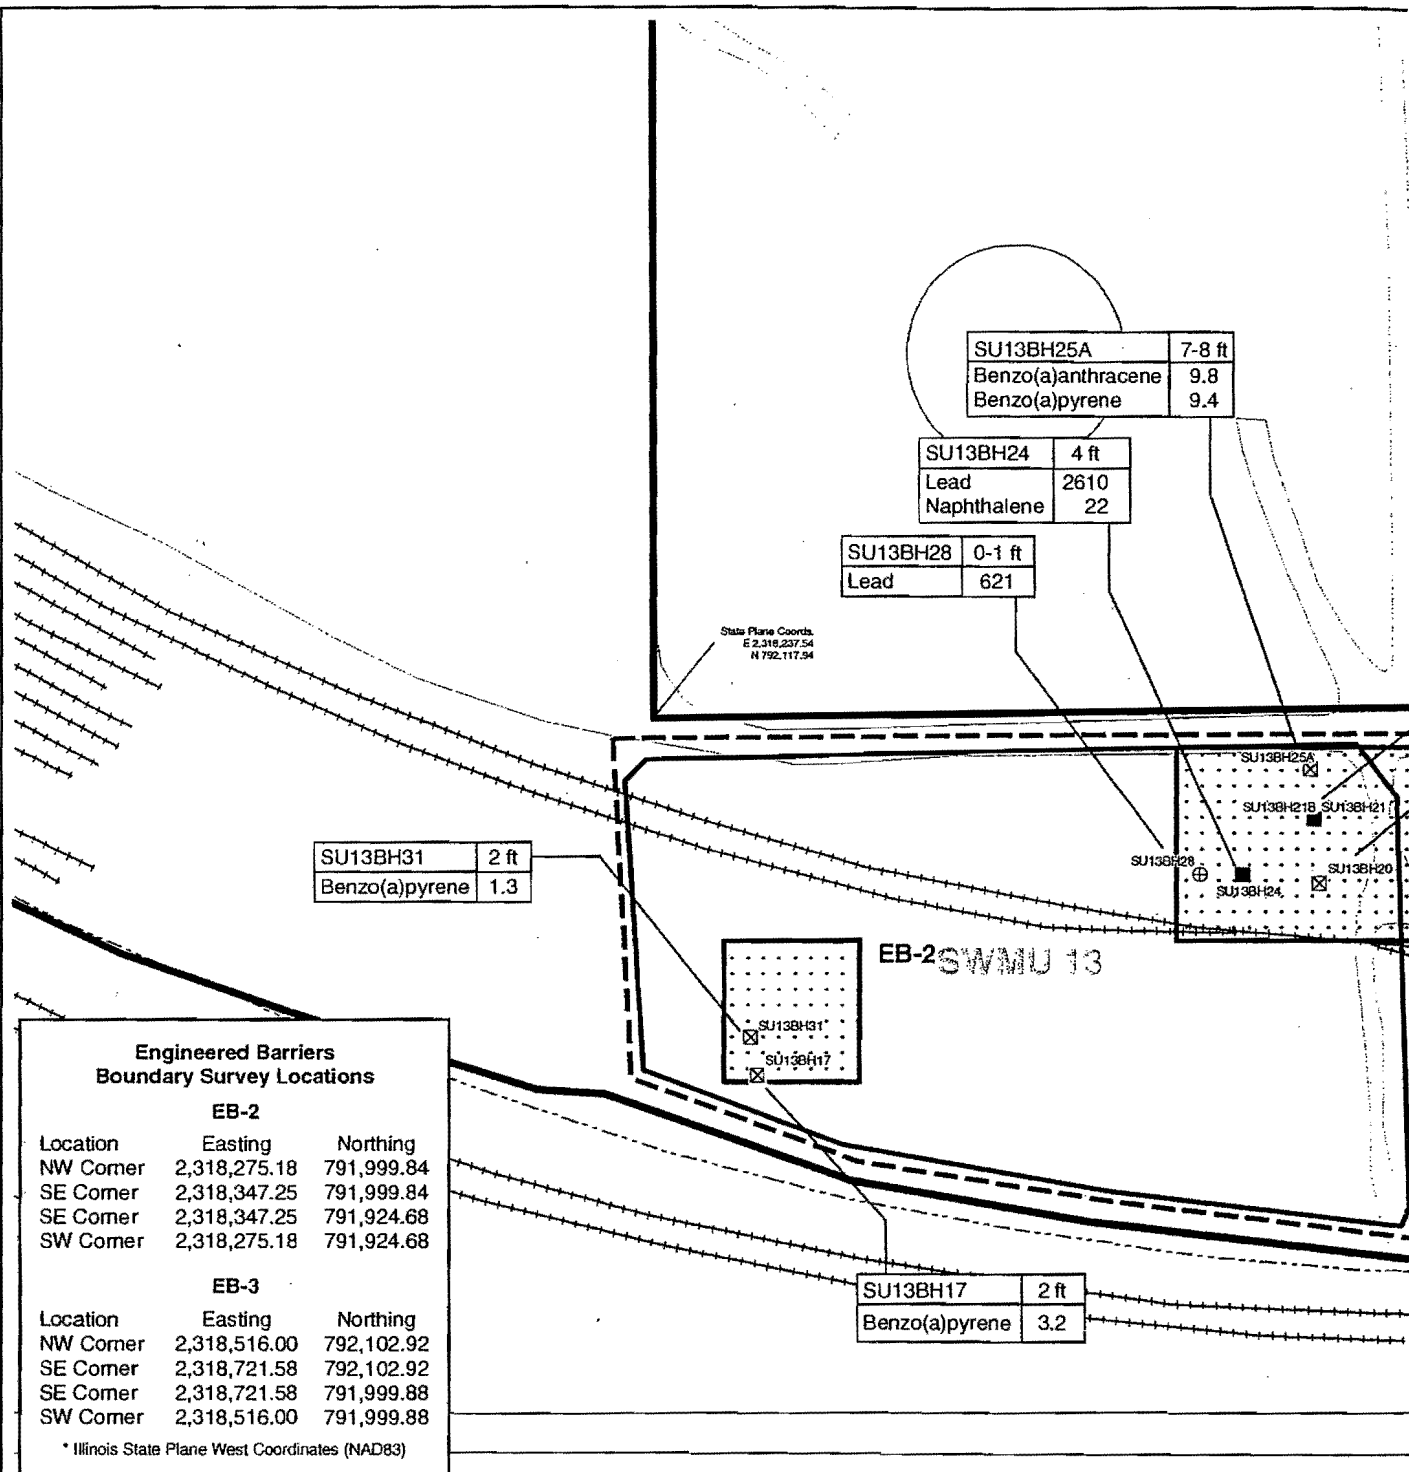 SU13BH25A 7-8 ft
Benzo(a)anthracene 9.8
Benzo(a)pyrene 9.4
SU13BH24 4 ft
Lead 2610
Naphthalene 22
SU13BH28 0-1 ft
Lead 621
State Plane Coords.
E 2,318,237.54
N 792,117.94
SU13BH25A
SU13BH21B SU13BH21
SU13BH28
SU13BH20
SU13BH24
SU13BH31 2 ft
Benzo(a)pyrene 1.3
EB-2
SWMU 13
SU13BH31
SU13BH17
SU13BH17 2 ft
Benzo(a)pyrene 3.2
Engineered Barriers
Boundary Survey Locations
EB-2
Location Easting Northing
NW Corner 2,318,275.18 791,999.84
SE Corner 2,318,347.25 791,999.84
SE Corner 2,318,347.25 791,924.68
SW Corner 2,318,275.18 791,924.68
EB-3
Location Easting Northing
NW Corner 2,318,516.00 792,102.92
SE Corner 2,318,721.58 792,102.92
SE Corner 2,318,721.58 791,999.88
SW Corner 2,318,516.00 791,999.88
* Illinois State Plane West Coordinates (NAD83)